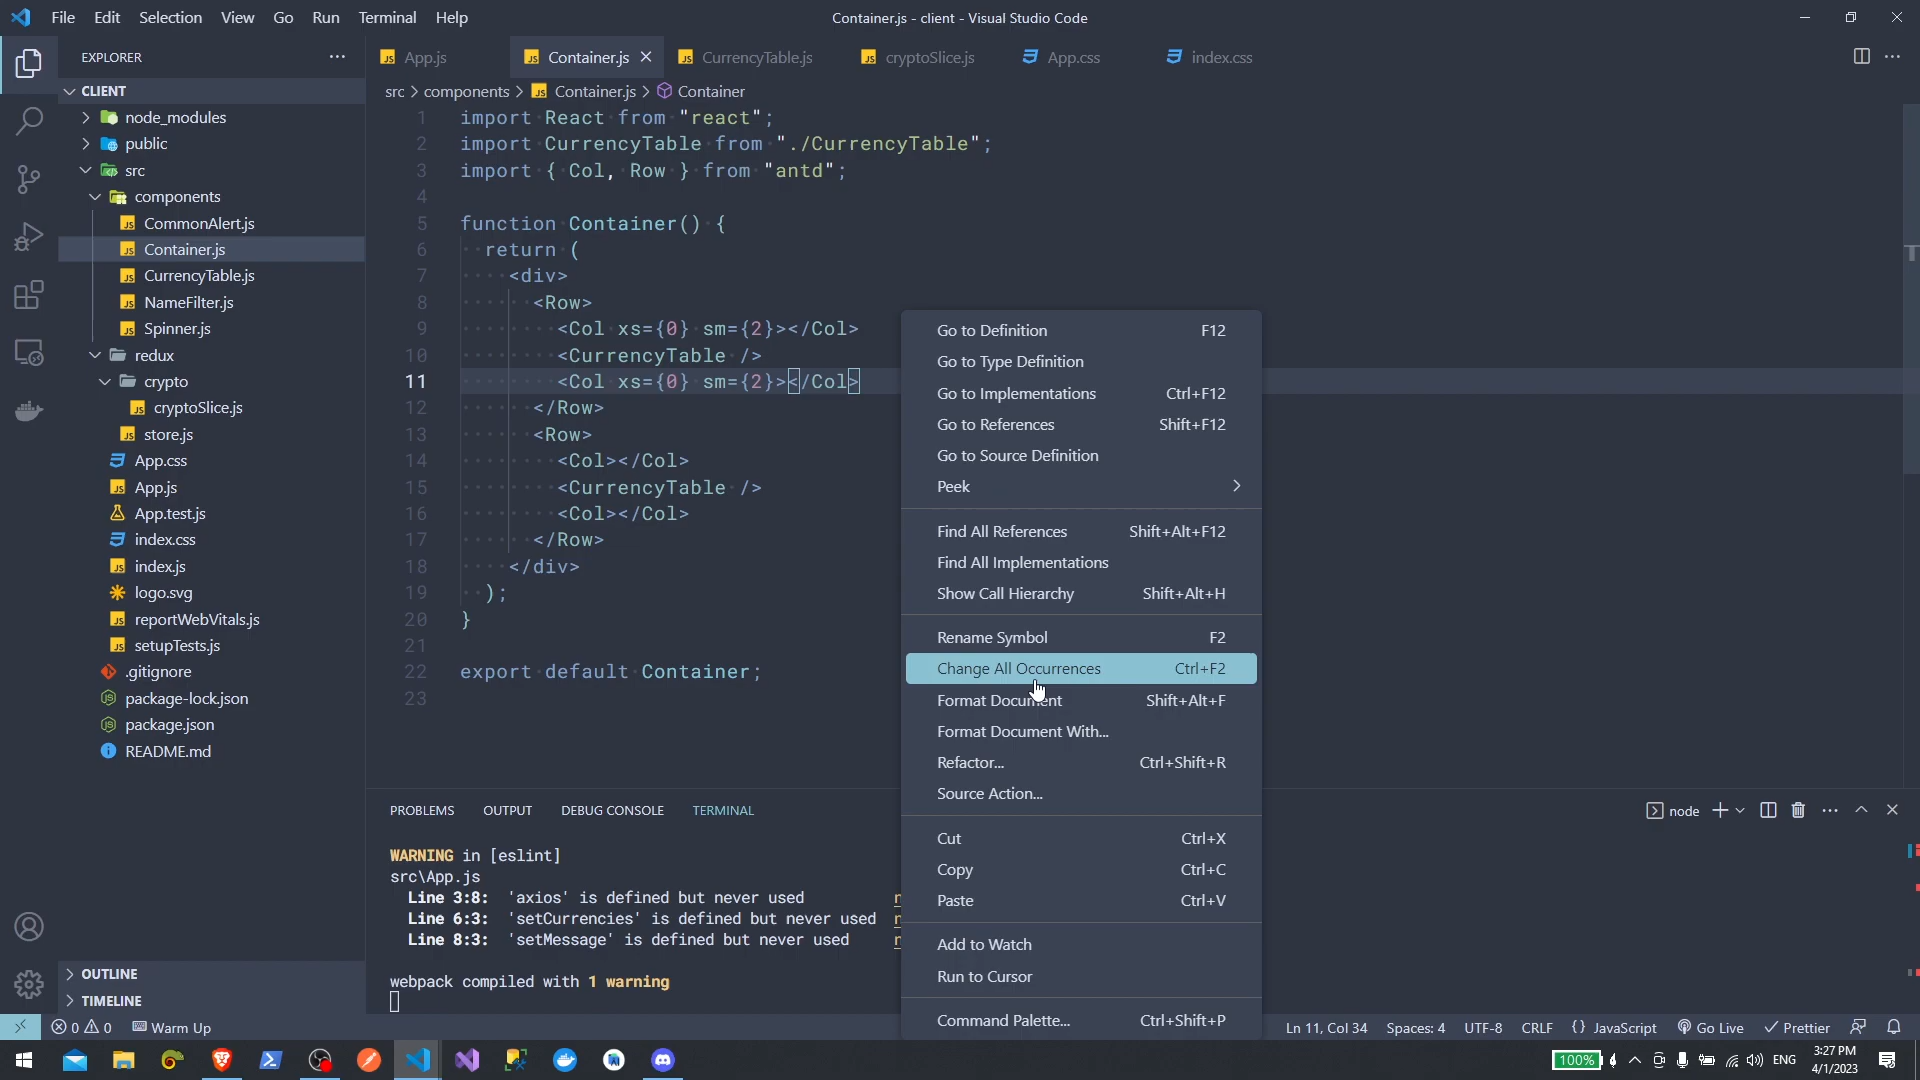 File Edit Selection View Go Run Terminal Help
Container.js - client - Visual Studio Code
EXPLORER
App.js
Container.js
CurrencyTable.js
cryptoSlice.js
App.css
index.css
CLIENT
node_modules
public
src
components
CommonAlert.js
Container.js
CurrencyTable.js
NameFilter.js
Spinner.js
redux
crypto
cryptoSlice.js
store.js
App.css
App.js
App.test.js
index.css
index.js
logo.svg
reportWebVitals.js
setupTests.js
.gitignore
package-lock.json
package.json
README.md
OUTLINE
TIMELINE
src > components > Container.js > Container
1 import React from "react";
2 import CurrencyTable from "./CurrencyTable";
3 import { Col, Row } from "antd";
4
5 function Container() {
6 return (
7 <div>
8 <Row>
9 <Col xs={0} sm={2}></Col>
10 <CurrencyTable />
11 <Col xs={0} sm={2}></Col>
12 </Row>
13 <Row>
14 <Col></Col>
15 <CurrencyTable />
16 <Col></Col>
17 </Row>
18 </div>
19 );
20 }
21
22 export default Container;
23
Go to Definition F12
Go to Type Definition
Go to Implementations Ctrl+F12
Go to References Shift+F12
Go to Source Definition
Peek
Find All References Shift+Alt+F12
Find All Implementations
Show Call Hierarchy Shift+Alt+H
Rename Symbol F2
Change All Occurrences Ctrl+F2
Format Document Shift+Alt+F
Format Document With...
Refactor... Ctrl+Shift+R
Source Action...
Cut Ctrl+X
Copy Ctrl+C
Paste Ctrl+V
Add to Watch
Run to Cursor
Command Palette... Ctrl+Shift+P
PROBLEMS OUTPUT DEBUG CONSOLE TERMINAL
node
WARNING in [eslint]
src\App.js
Line 3:8: 'axios' is defined but never used
Line 6:3: 'setCurrencies' is defined but never used
Line 8:3: 'setMessage' is defined but never used
webpack compiled with 1 warning
0 0 Warm Up
Ln 11, Col 34 Spaces: 4 UTF-8 CRLF {} JavaScript Go Live Prettier
100% ENG
3:27 PM
4/1/2023